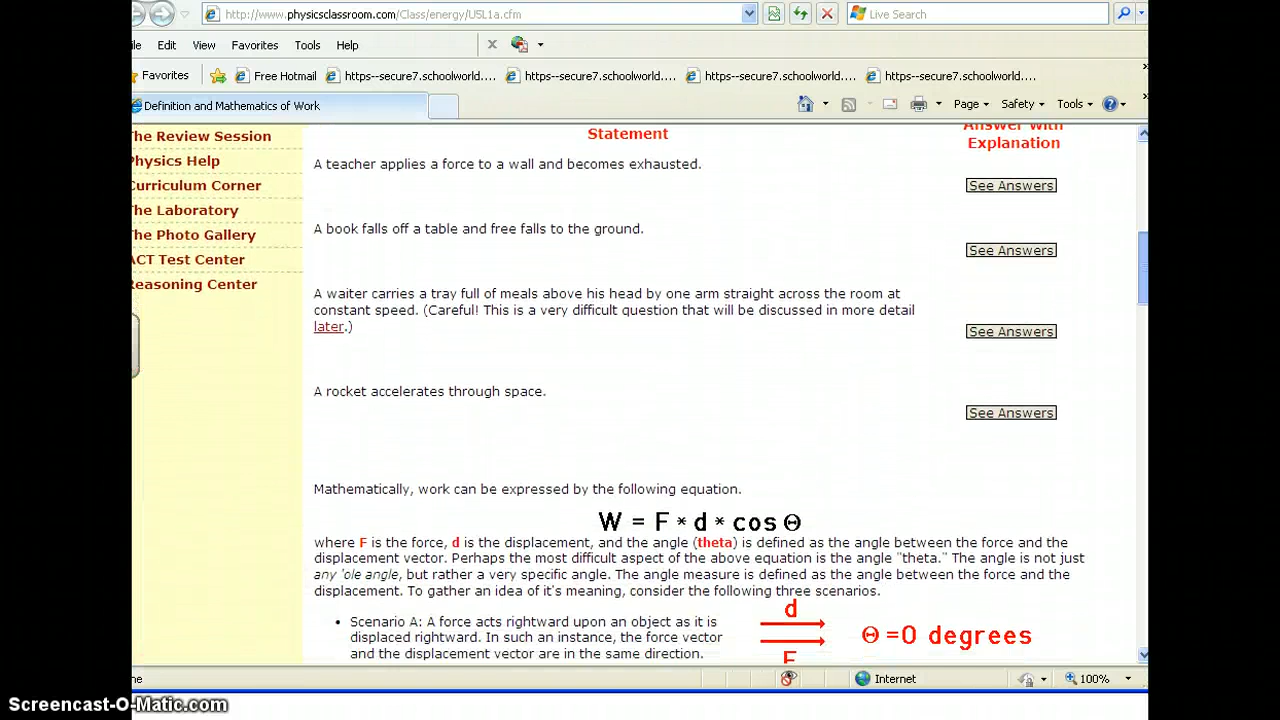 http://www.physicsclassroom.com/Class/energy/U5L1a.cfm
Live Search
ile Edit View Favorites Tools Help
Favorites Free Hotmail https--secure7.schoolworld.... https--secure7.schoolworld.... https--secure7.schoolworld.... https--secure7.schoolworld....
Definition and Mathematics of Work
Page Safety Tools
The Review Session
Physics Help
Curriculum Corner
The Laboratory
The Photo Gallery
ACT Test Center
Reasoning Center
Statement
Answer With
Explanation
A teacher applies a force to a wall and becomes exhausted.
See Answers
A book falls off a table and free falls to the ground.
See Answers
A waiter carries a tray full of meals above his head by one arm straight across the room at
constant speed. (Careful! This is a very difficult question that will be discussed in more detail
later.)
See Answers
A rocket accelerates through space.
See Answers
Mathematically, work can be expressed by the following equation.
W = F * d * cos Θ
where F is the force, d is the displacement, and the angle (theta) is defined as the angle between the force and the
displacement vector. Perhaps the most difficult aspect of the above equation is the angle "theta." The angle is not just
any 'ole angle, but rather a very specific angle. The angle measure is defined as the angle between the force and the
displacement. To gather an idea of it's meaning, consider the following three scenarios.
• Scenario A: A force acts rightward upon an object as it is
displaced rightward. In such an instance, the force vector
and the displacement vector are in the same direction.
d
F
Θ =0 degrees
ne
Internet
100%
Screencast-O-Matic.com